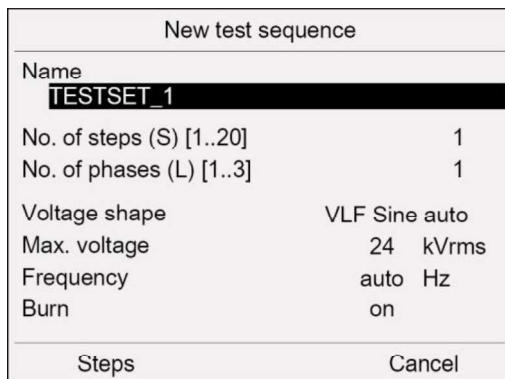 New test sequence
Name
TESTSET_1
No. of steps (S) [1..20] 1
No. of phases (L) [1..3] 1
Voltage shape VLF Sine auto
Max. voltage 24 kVrms
Frequency auto Hz
Burn on
Steps Cancel